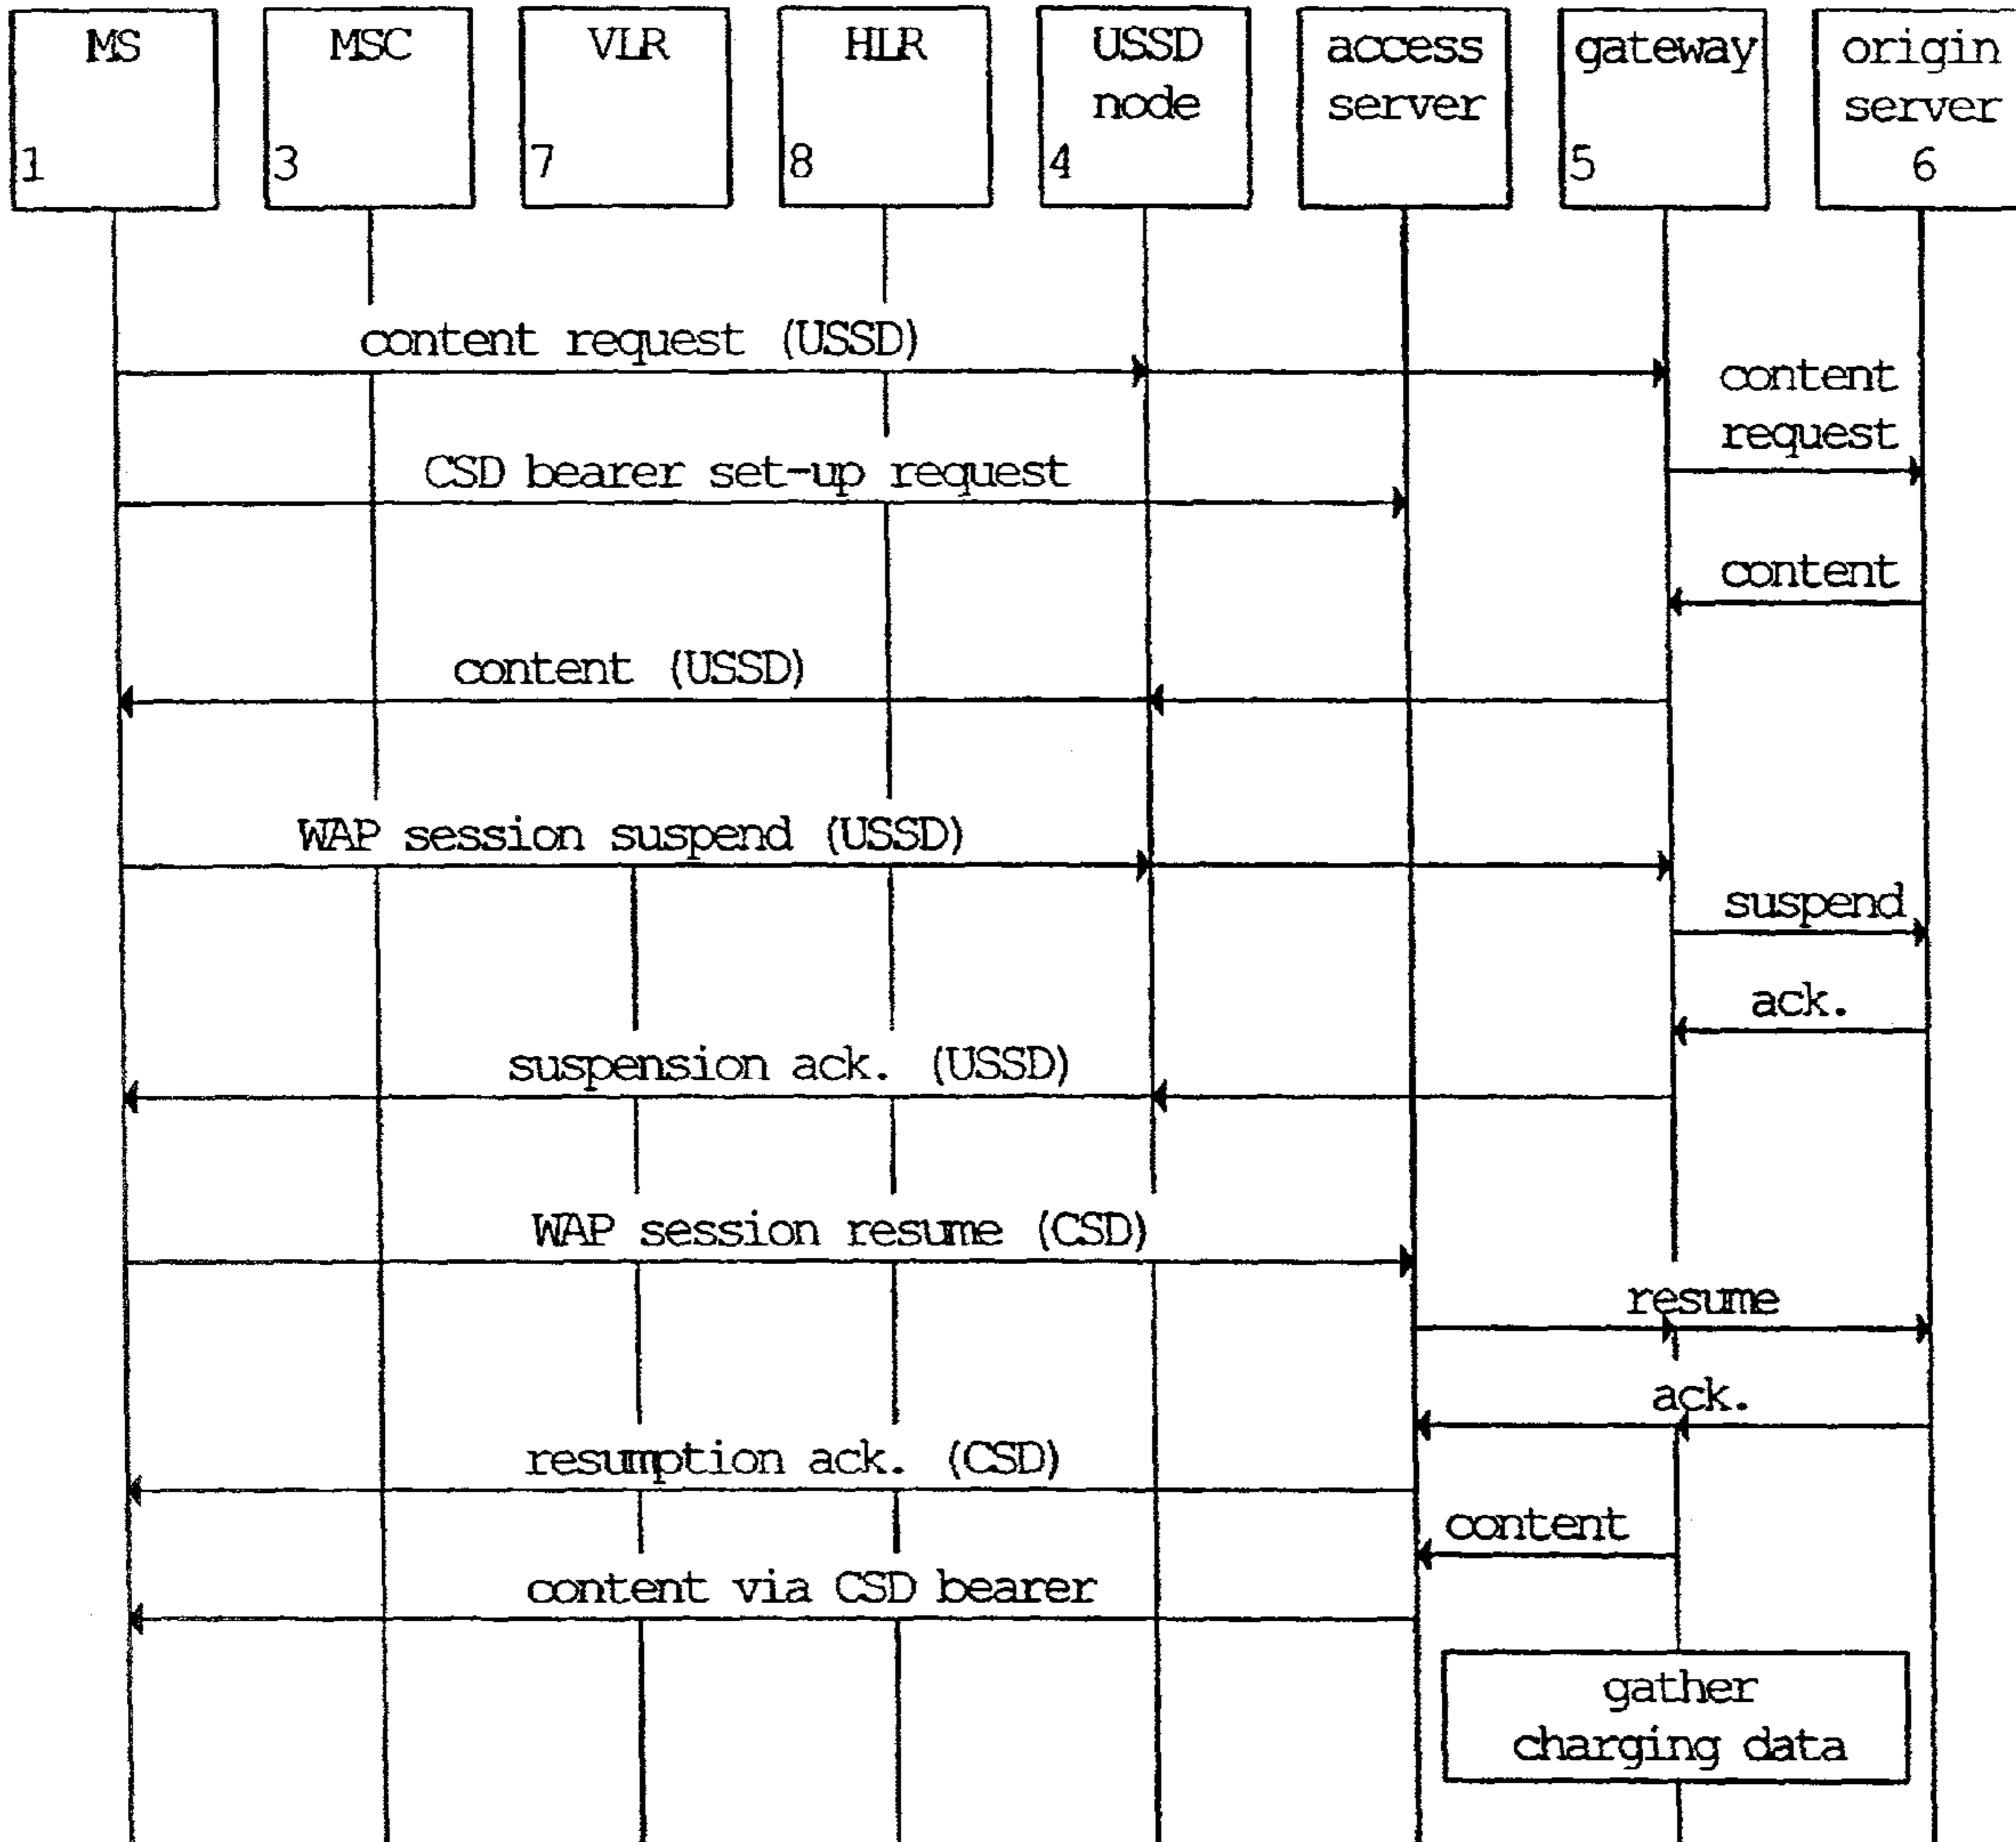 MS
1
MSC
3
VLR
7
HLR
8
USSD
node
4
access
server
gateway
5
origin
server
6
content request (USSD)
content
request
CSD bearer set-up request
content
content (USSD)
WAP session suspend (USSD)
suspend
ack.
suspension ack. (USSD)
WAP session resume (CSD)
resume
ack.
resumption ack. (CSD)
content
content via CSD bearer
gather
charging data